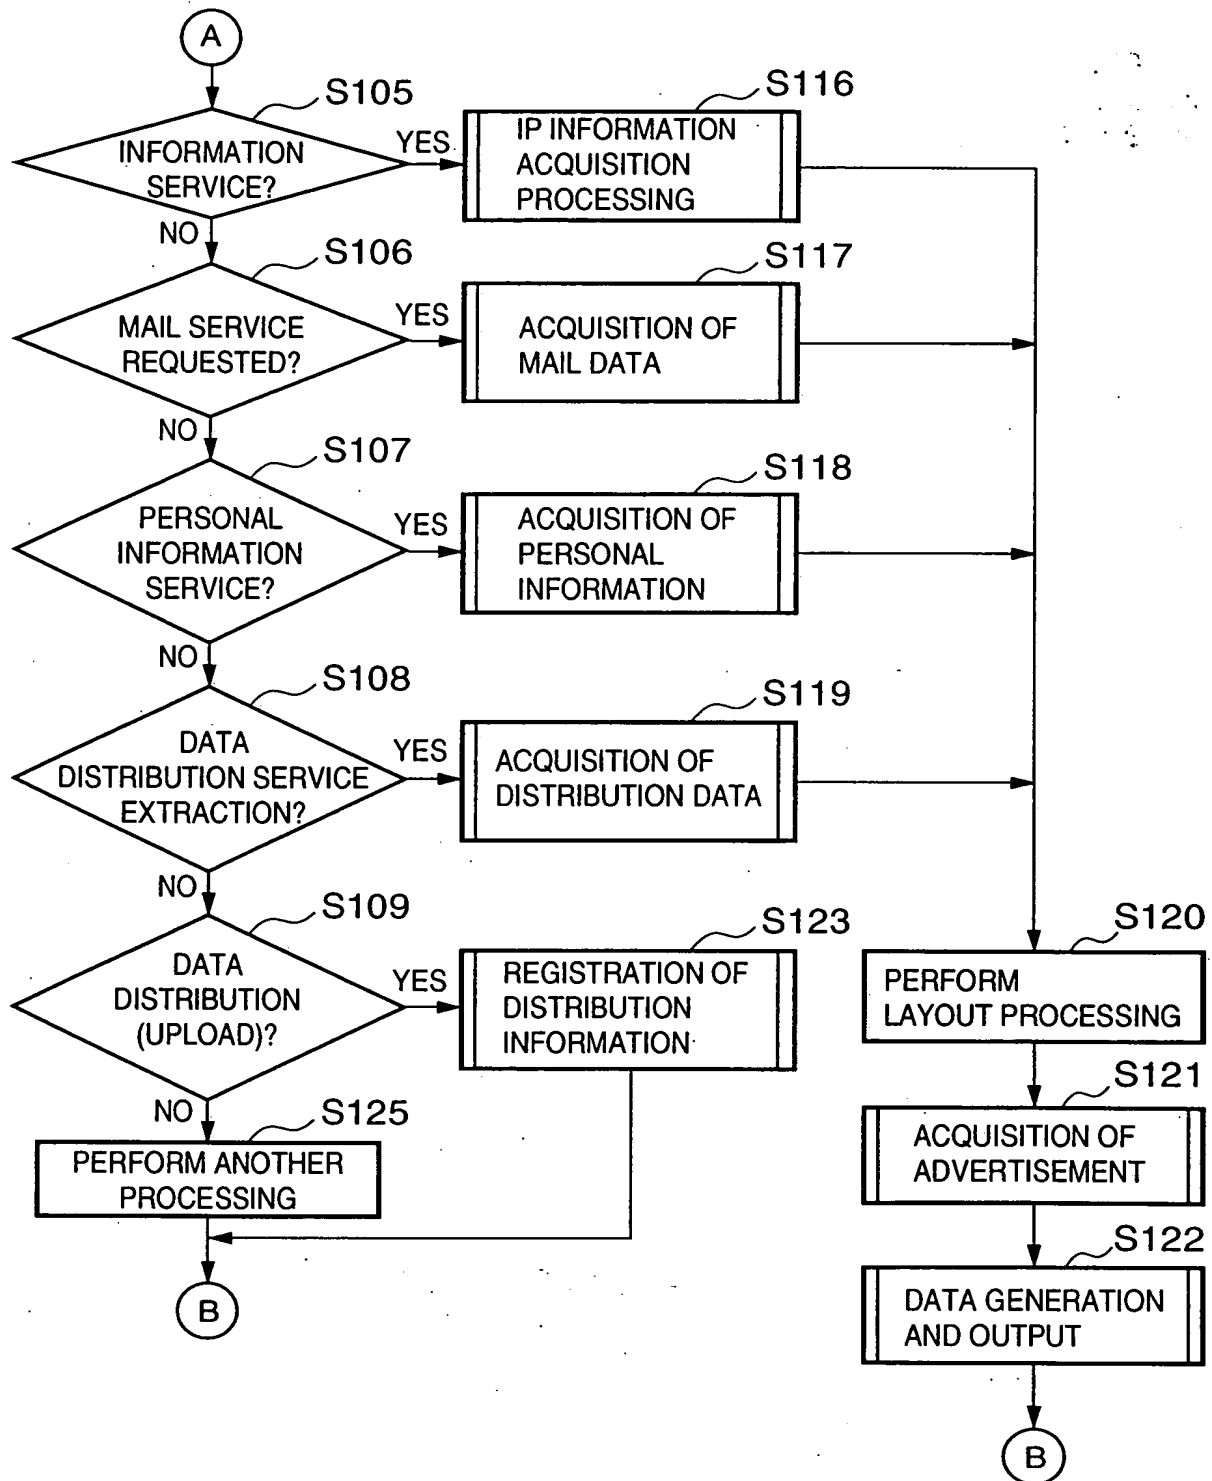 A
S105
INFORMATION
SERVICE?
YES
NO
S116
IP INFORMATION
ACQUISITION
PROCESSING
S106
MAIL SERVICE
REQUESTED?
YES
NO
S117
ACQUISITION OF
MAIL DATA
S107
PERSONAL
INFORMATION
SERVICE?
YES
NO
S118
ACQUISITION OF
PERSONAL
INFORMATION
S108
DATA
DISTRIBUTION SERVICE
EXTRACTION?
YES
NO
S119
ACQUISITION OF
DISTRIBUTION DATA
S109
DATA
DISTRIBUTION
(UPLOAD)?
YES
NO
S123
REGISTRATION OF
DISTRIBUTION
INFORMATION
S125
PERFORM ANOTHER
PROCESSING
B
S120
PERFORM
LAYOUT PROCESSING
S121
ACQUISITION OF
ADVERTISEMENT
S122
DATA GENERATION
AND OUTPUT
B